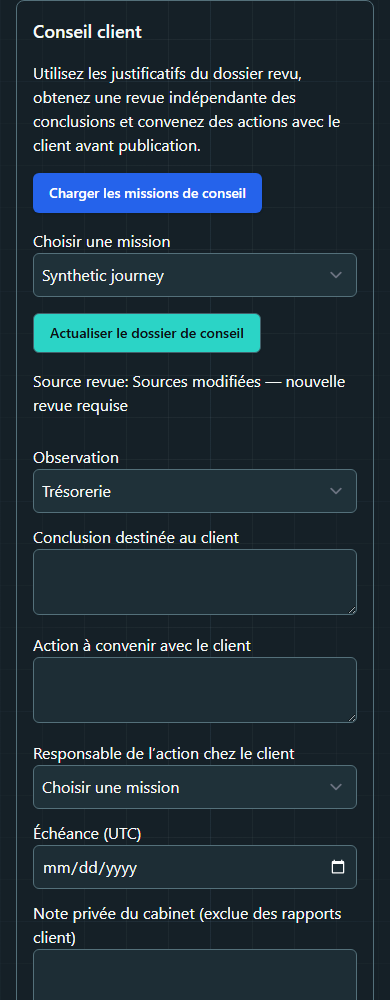 Conseil client
Utilisez les justificatifs du dossier revu,
obtenez une revue indépendante des
conclusions et convenez des actions avec le
client avant publication.
Charger les missions de conseil
Choisir une mission
Synthetic journey
Actualiser le dossier de conseil
Source revue: Sources modifiées — nouvelle
revue requise
Observation
Trésorerie
Conclusion destinée au client
Action à convenir avec le client
Responsable de l’action chez le client
Choisir une mission
Échéance (UTC)
mm/dd/yyyy
Note privée du cabinet (exclue des rapports
client)